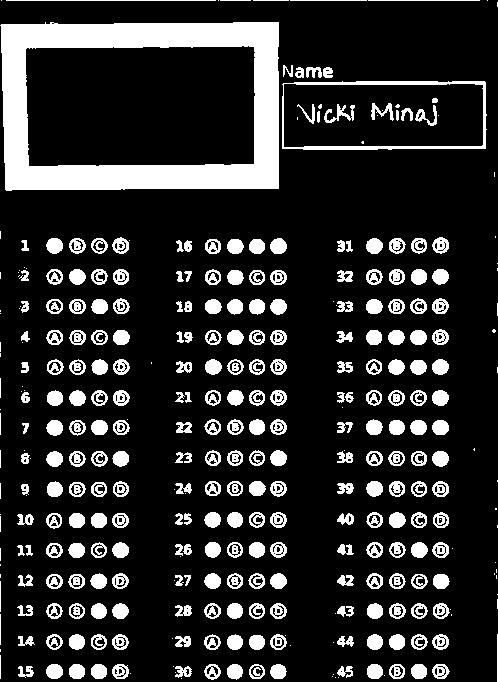 Name
Nicki Minaj
1 B C D 16 A 31 B C D
2 A C D 17 A C D 32 A B
3 A B D 18 33 B C D
4 A B C 19 A C D 34 D
5 A B D 20 B C D 35 A
6 C D 21 A C D 36 A B C
7 B D 22 A B D 37
8 B C 23 A B C 38 A B C
9 B C D 24 A B D 39 B C D
10 A D 25 C D 40 A C D
11 A C 26 B D 41 A B D
12 A B D 27 B C 42 A B C
13 A B 28 A C D 43 B C D
14 A C D 29 A D 44 C D
15 D 30 A C 45 B D